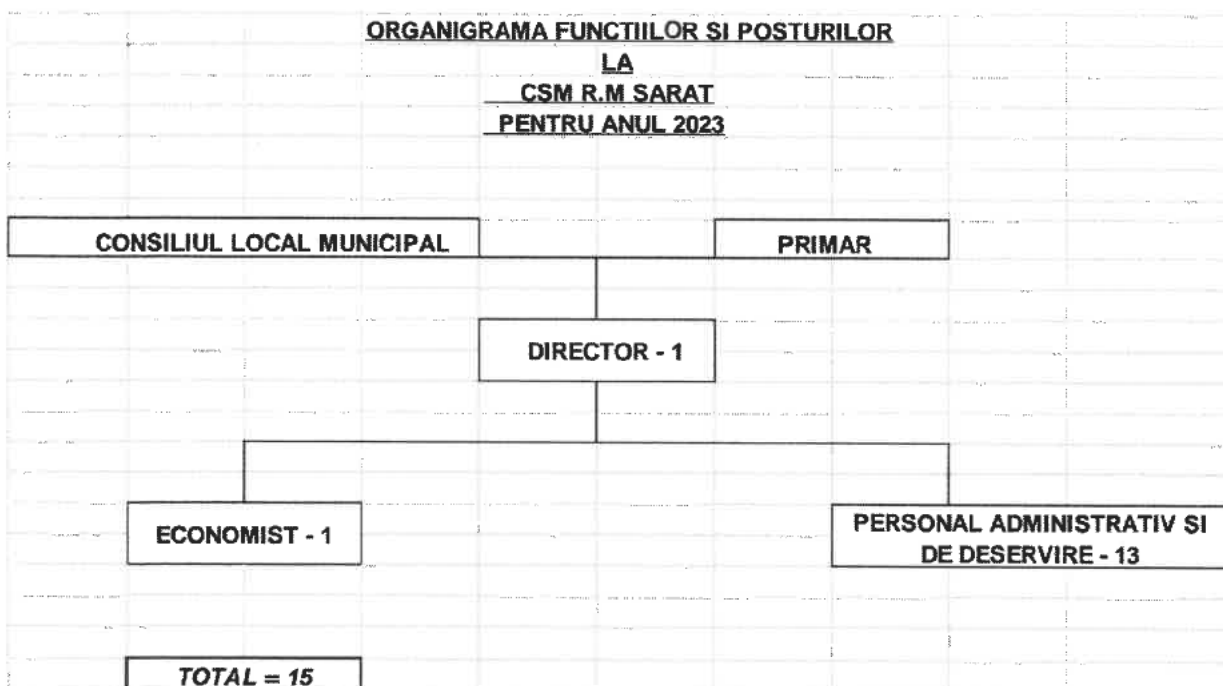 ORGANIGRAMA FUNCTIILOR SI POSTURILOR
LA
CSM R.M SARAT
PENTRU ANUL 2023
CONSILIUL LOCAL MUNICIPAL
PRIMAR
DIRECTOR - 1
ECONOMIST - 1
PERSONAL ADMINISTRATIV SI
DE DESERVIRE - 13
TOTAL = 15